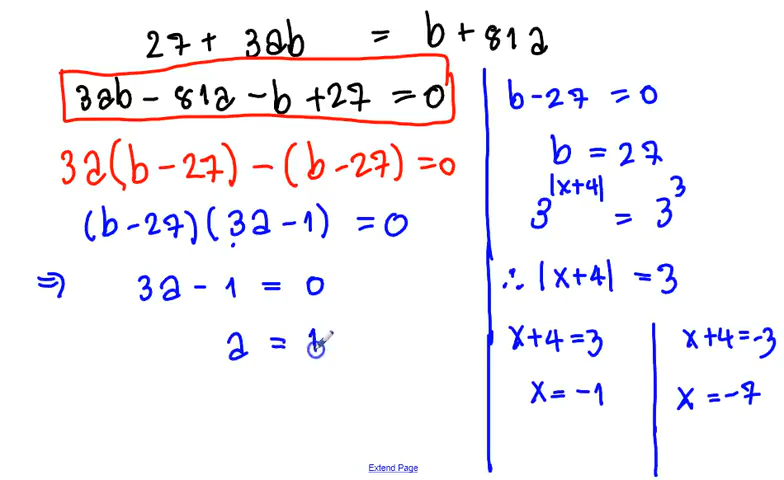 27 + 3ab = b + 81a
3ab - 81a - b + 27 = 0
3a(b - 27) - (b - 27) = 0
(b - 27)(3a - 1) = 0
⇒ 3a - 1 = 0
a = 1
b - 27 = 0
b = 27
3^|x+4| = 3^3
∴ |x+4| = 3
x+4 = 3
x = -1
x+4 = -3
x = -7
Extend Page